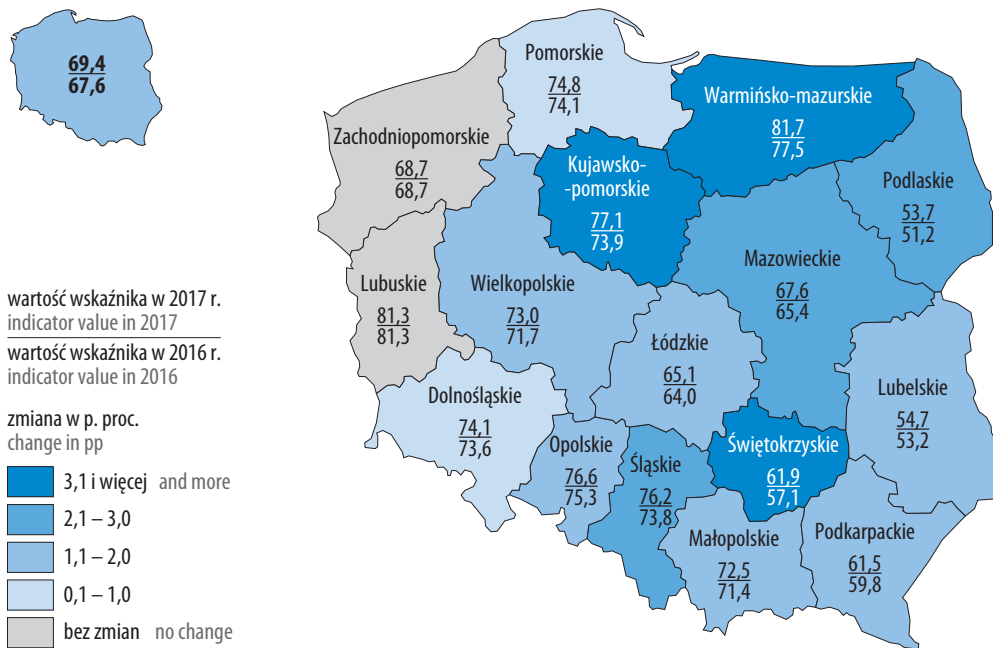 69,4
67,6
Pomorskie
74,8
74,1
Warmińsko-mazurskie
81,7
77,5
Zachodniopomorskie
68,7
68,7
Kujawsko-
-pomorskie
77,1
73,9
Podlaskie
53,7
51,2
Mazowieckie
67,6
65,4
Lubuskie
81,3
81,3
Wielkopolskie
73,0
71,7
Łódzkie
65,1
64,0
Lubelskie
54,7
53,2
Dolnośląskie
74,1
73,6
Opolskie
76,6
75,3
Śląskie
76,2
73,8
Świętokrzyskie
61,9
57,1
Małopolskie
72,5
71,4
Podkarpackie
61,5
59,8
wartość wskaźnika w 2017 r.
indicator value in 2017
wartość wskaźnika w 2016 r.
indicator value in 2016
zmiana w p. proc.
change in pp
3,1 i więcej and more
2,1 – 3,0
1,1 – 2,0
0,1 – 1,0
bez zmian no change